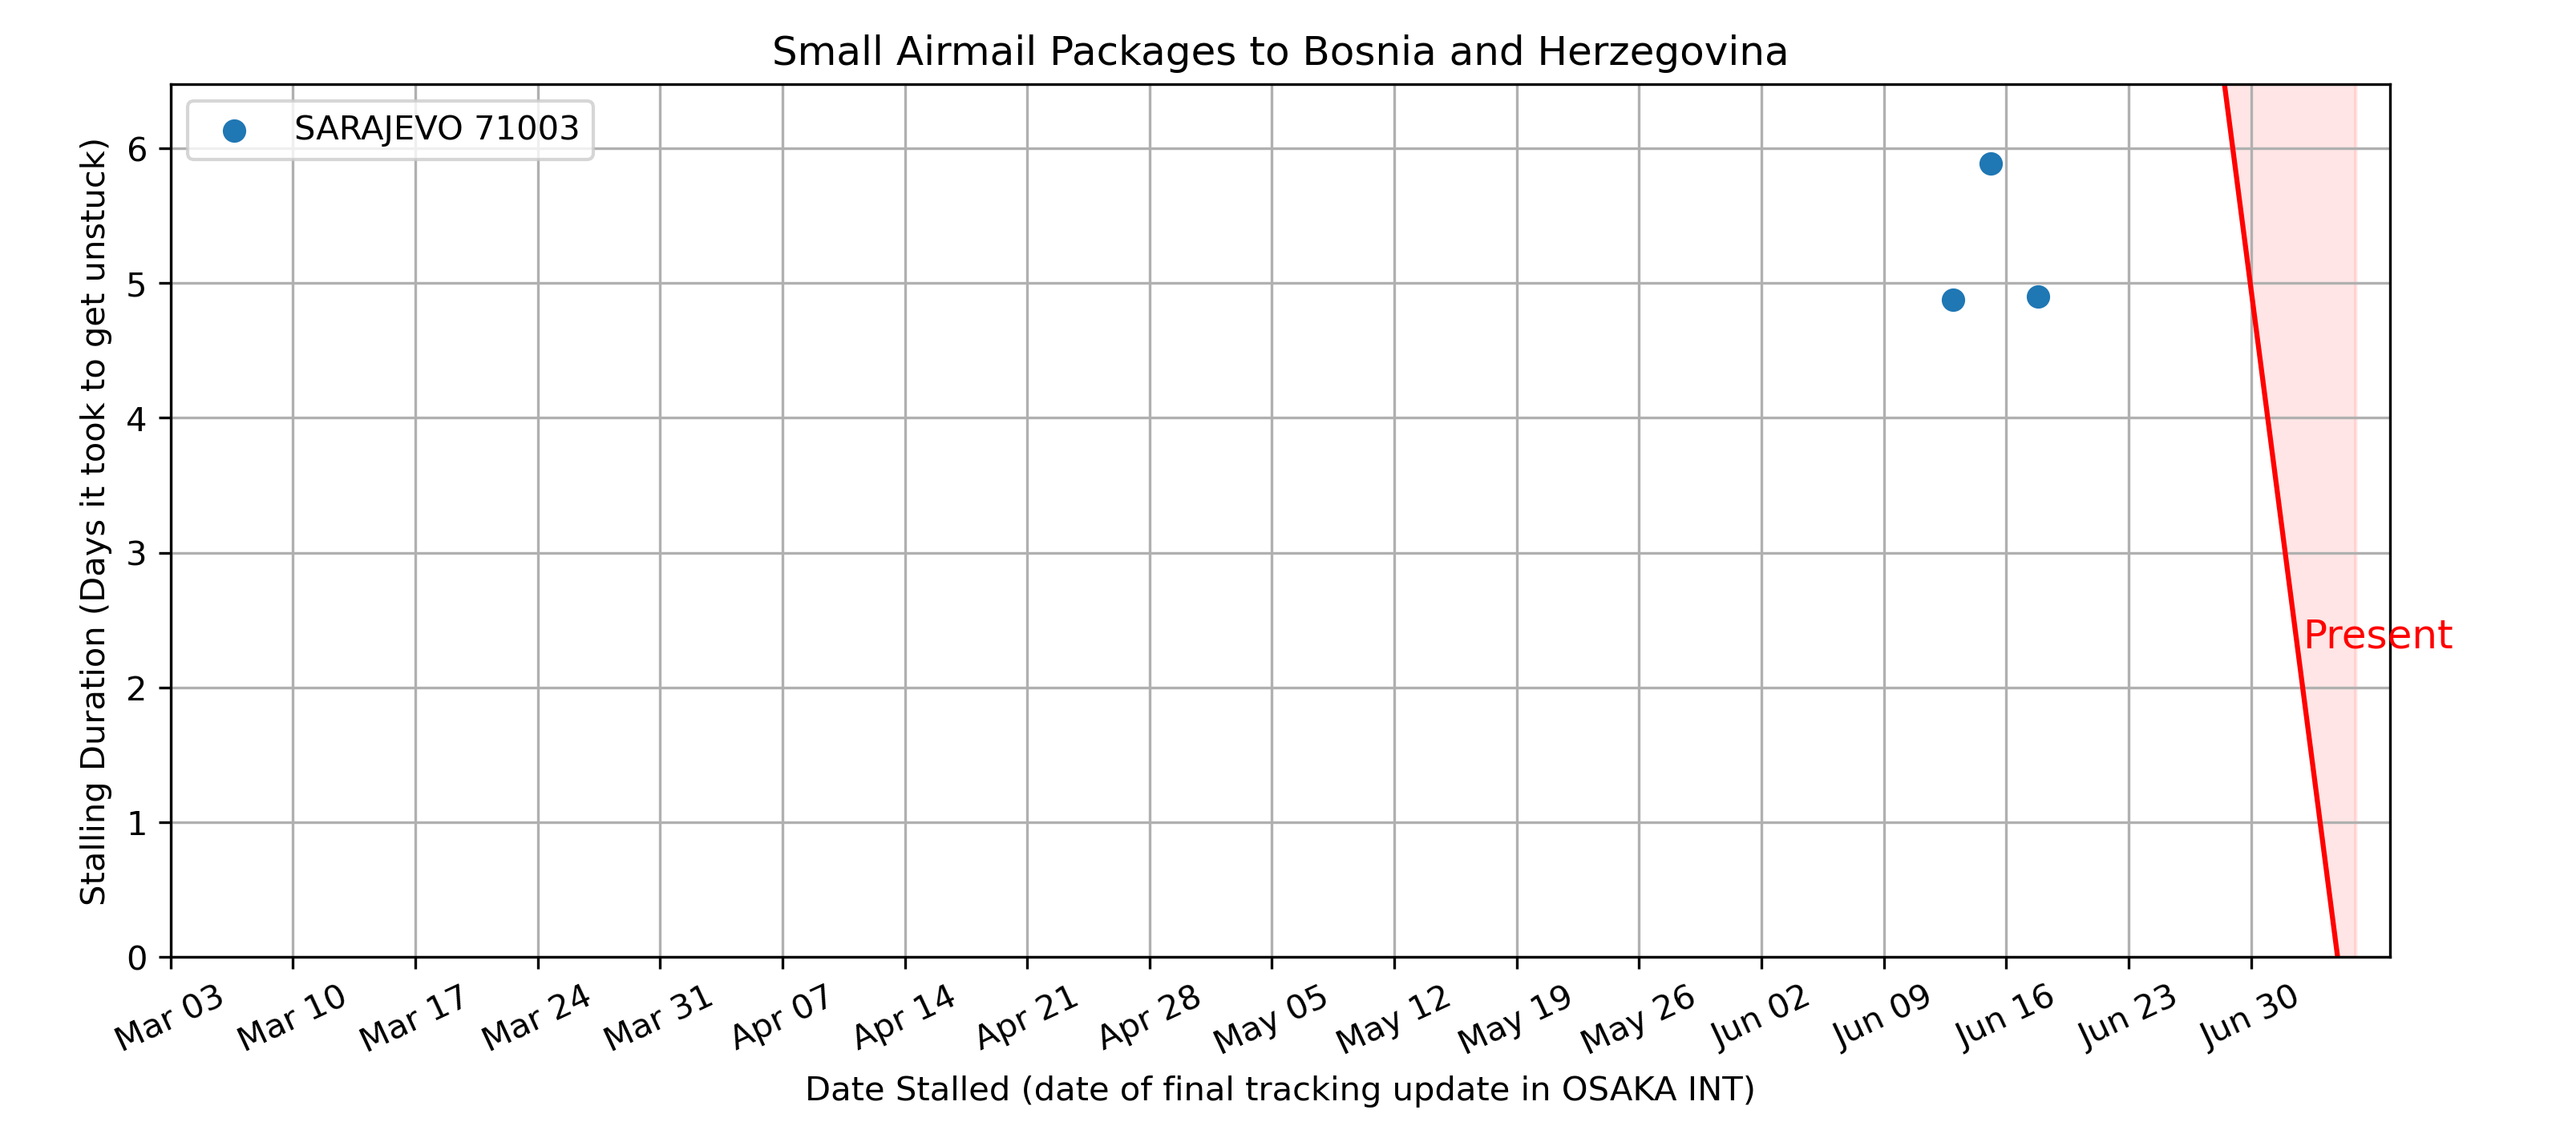 Small Airmail Packages to Bosnia and Herzegovina
SARAJEVO 71003
Stalling Duration (Days it took to get unstuck)
6
5
4
3
2
1
0
Present
Mar 03
Mar 10
Mar 17
Mar 24
Mar 31
Apr 07
Apr 14
Apr 21
Apr 28
May 05
May 12
May 19
May 26
Jun 02
Jun 09
Jun 16
Jun 23
Jun 30
Date Stalled (date of final tracking update in OSAKA INT)